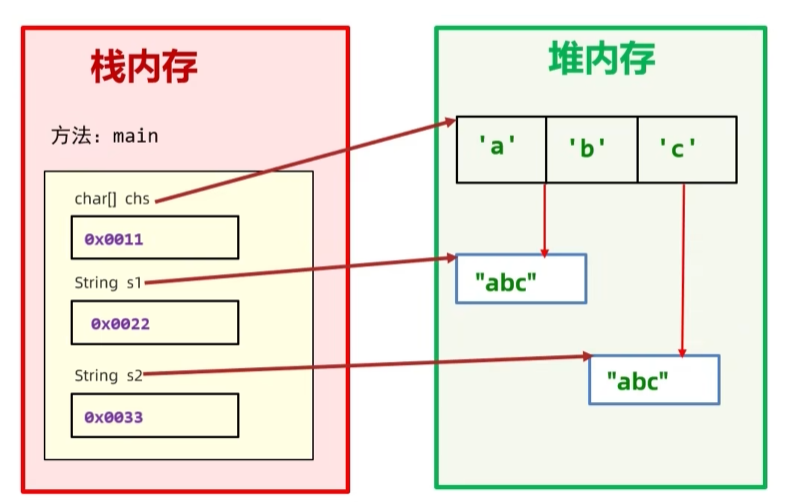 栈内存
方法：main
char[] chs
0x0011
String s1
0x0022
String s2
0x0033
堆内存
'a' 'b' 'c'
"abc"
"abc"